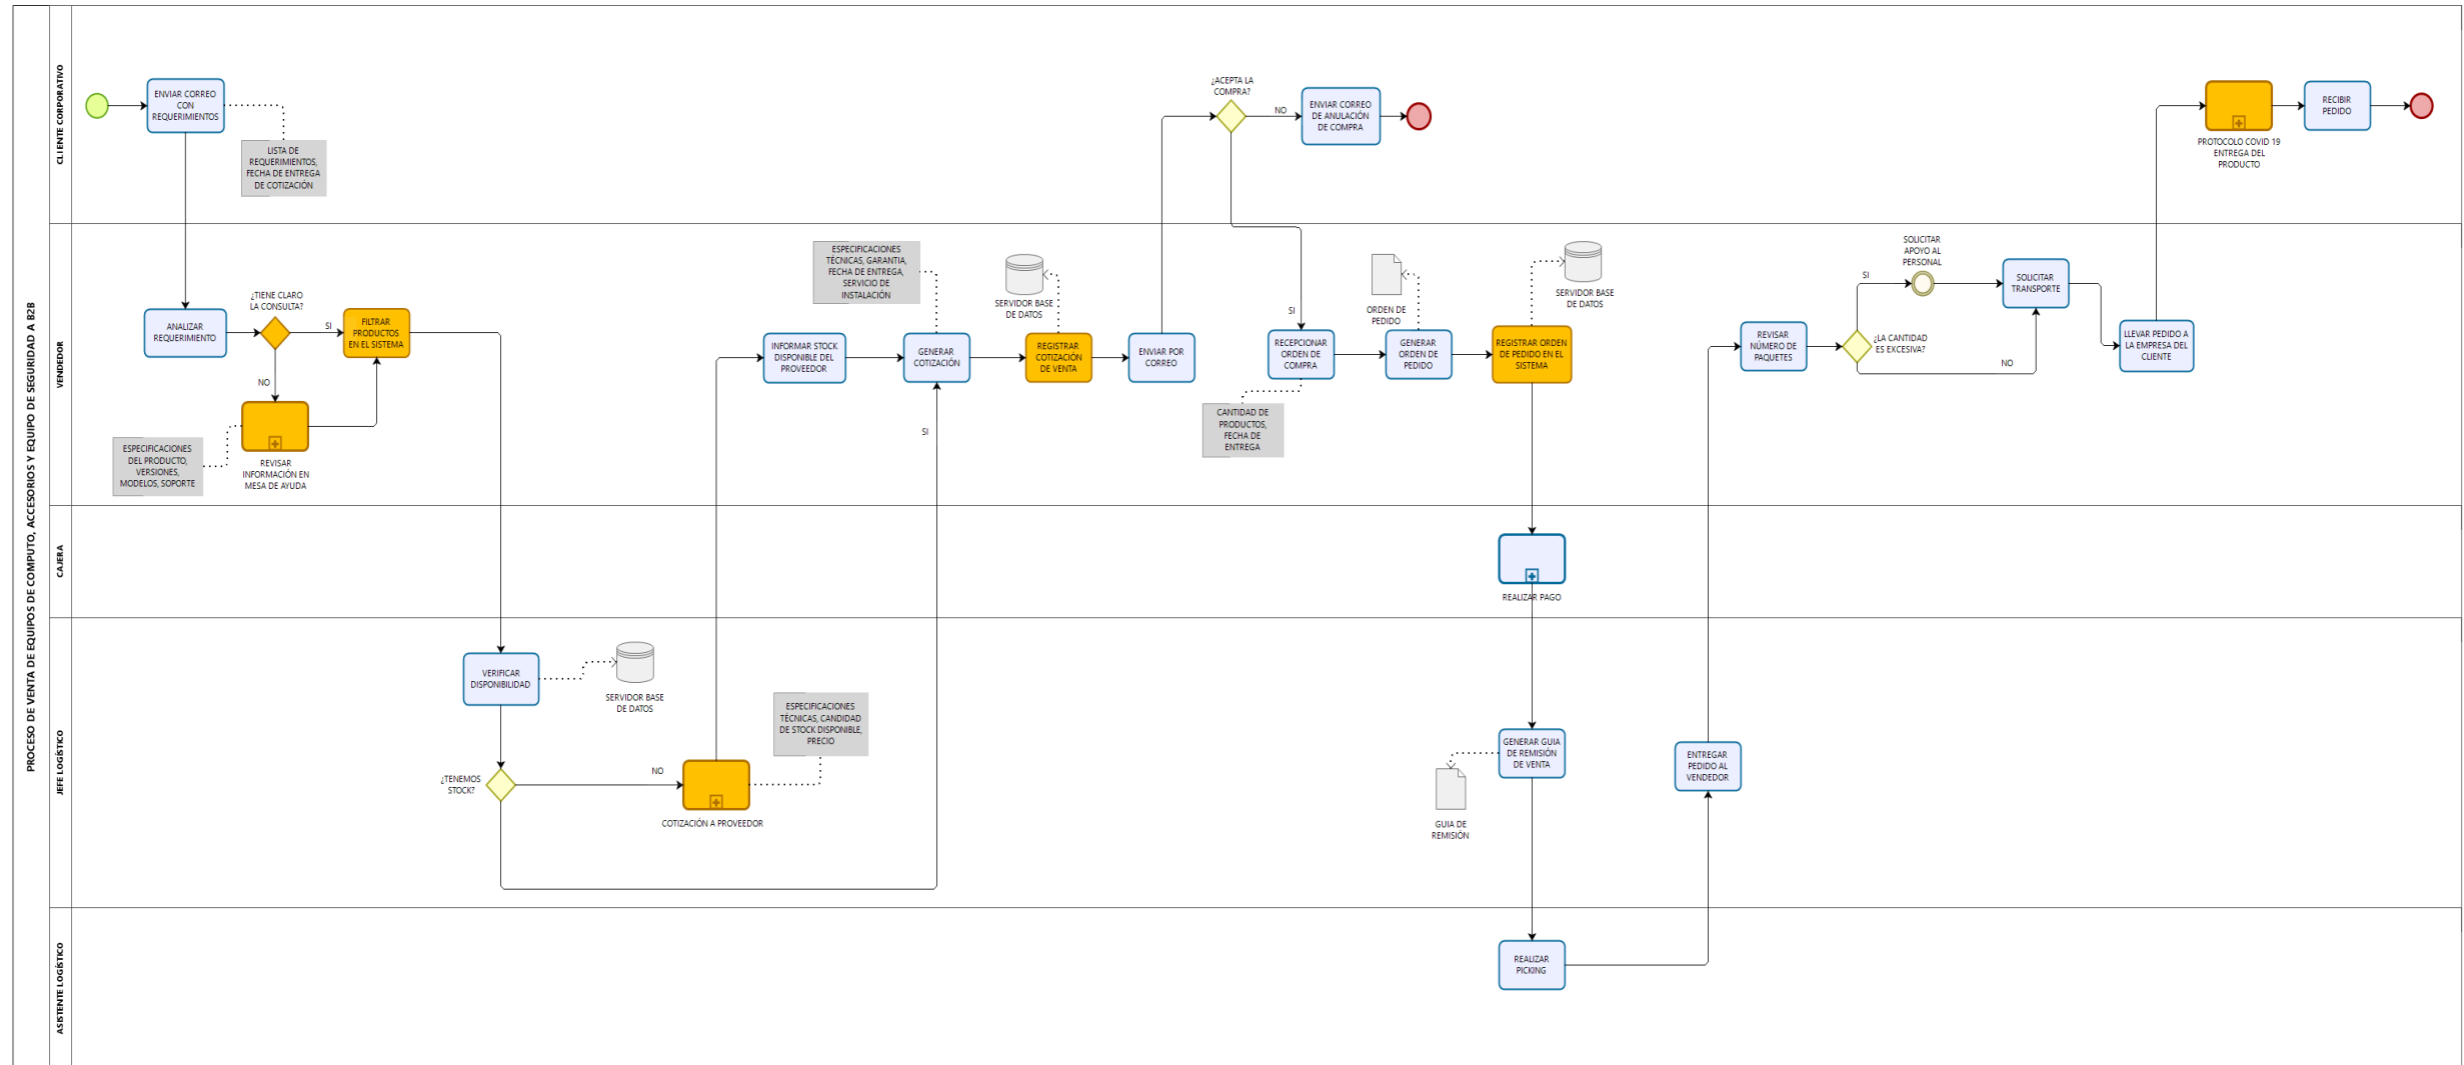 PROCESO DE VENTA DE EQUIPOS DE COMPUTO, ACCESORIOS Y EQUIPO DE SEGURIDAD A B2B
CLIENTE CORPORATIVO
ENVIAR CORREO
CON
REQUERIMIENTOS
LISTA DE
REQUERIMIENTOS,
FECHA DE ENTREGA
DE COTIZACIÓN
¿ACEPTA LA
COMPRA?
NO
ENVIAR CORREO
DE ANULACIÓN
DE COMPRA
PROTOCOLO COVID 19
ENTREGA DEL
PRODUCTO
RECIBIR
PEDIDO
VENDEDOR
ANALIZAR
REQUERIMIENTO
¿TIENE CLARO
LA CONSULTA?
SI
NO
FILTRAR
PRODUCTOS
EN EL SISTEMA
ESPECIFICACIONES
DEL PRODUCTO,
VERSIONES,
MODELOS, SOPORTE
REVISAR
INFORMACIÓN EN
MESA DE AYUDA
INFORMAR STOCK
DISPONIBLE DEL
PROVEEDOR
ESPECIFICACIONES
TÉCNICAS, GARANTIA,
FECHA DE ENTREGA,
SERVICIO DE
INSTALACIÓN
GENERAR
COTIZACIÓN
SI
SERVIDOR BASE
DE DATOS
REGISTRAR
COTIZACIÓN
DE VENTA
ENVIAR POR
CORREO
SI
RECEPCIONAR
ORDEN DE
COMPRA
CANTIDAD DE
PRODUCTOS,
FECHA DE
ENTREGA
ORDEN DE
PEDIDO
GENERAR
ORDEN DE
PEDIDO
SERVIDOR BASE
DE DATOS
REGISTRAR ORDEN
DE PEDIDO EN EL
SISTEMA
REVISAR
NÚMERO DE
PAQUETES
¿LA CANTIDAD
ES EXCESIVA?
SI
NO
SOLICITAR
APOYO AL
PERSONAL
SOLICITAR
TRANSPORTE
LLEVAR PEDIDO A
LA EMPRESA DEL
CLIENTE
CAJERA
REALIZAR PAGO
JEFE LOGÍSTICO
VERIFICAR
DISPONIBILIDAD
SERVIDOR BASE
DE DATOS
¿TENEMOS
STOCK?
NO
COTIZACIÓN A PROVEEDOR
ESPECIFICACIONES
TÉCNICAS, CANDIDAD
DE STOCK DISPONIBLE,
PRECIO
GENERAR GUIA
DE REMISIÓN
DE VENTA
GUIA DE
REMISIÓN
ENTREGAR
PEDIDO AL
VENDEDOR
ASISTENTE LOGÍSTICO
REALIZAR
PICKING